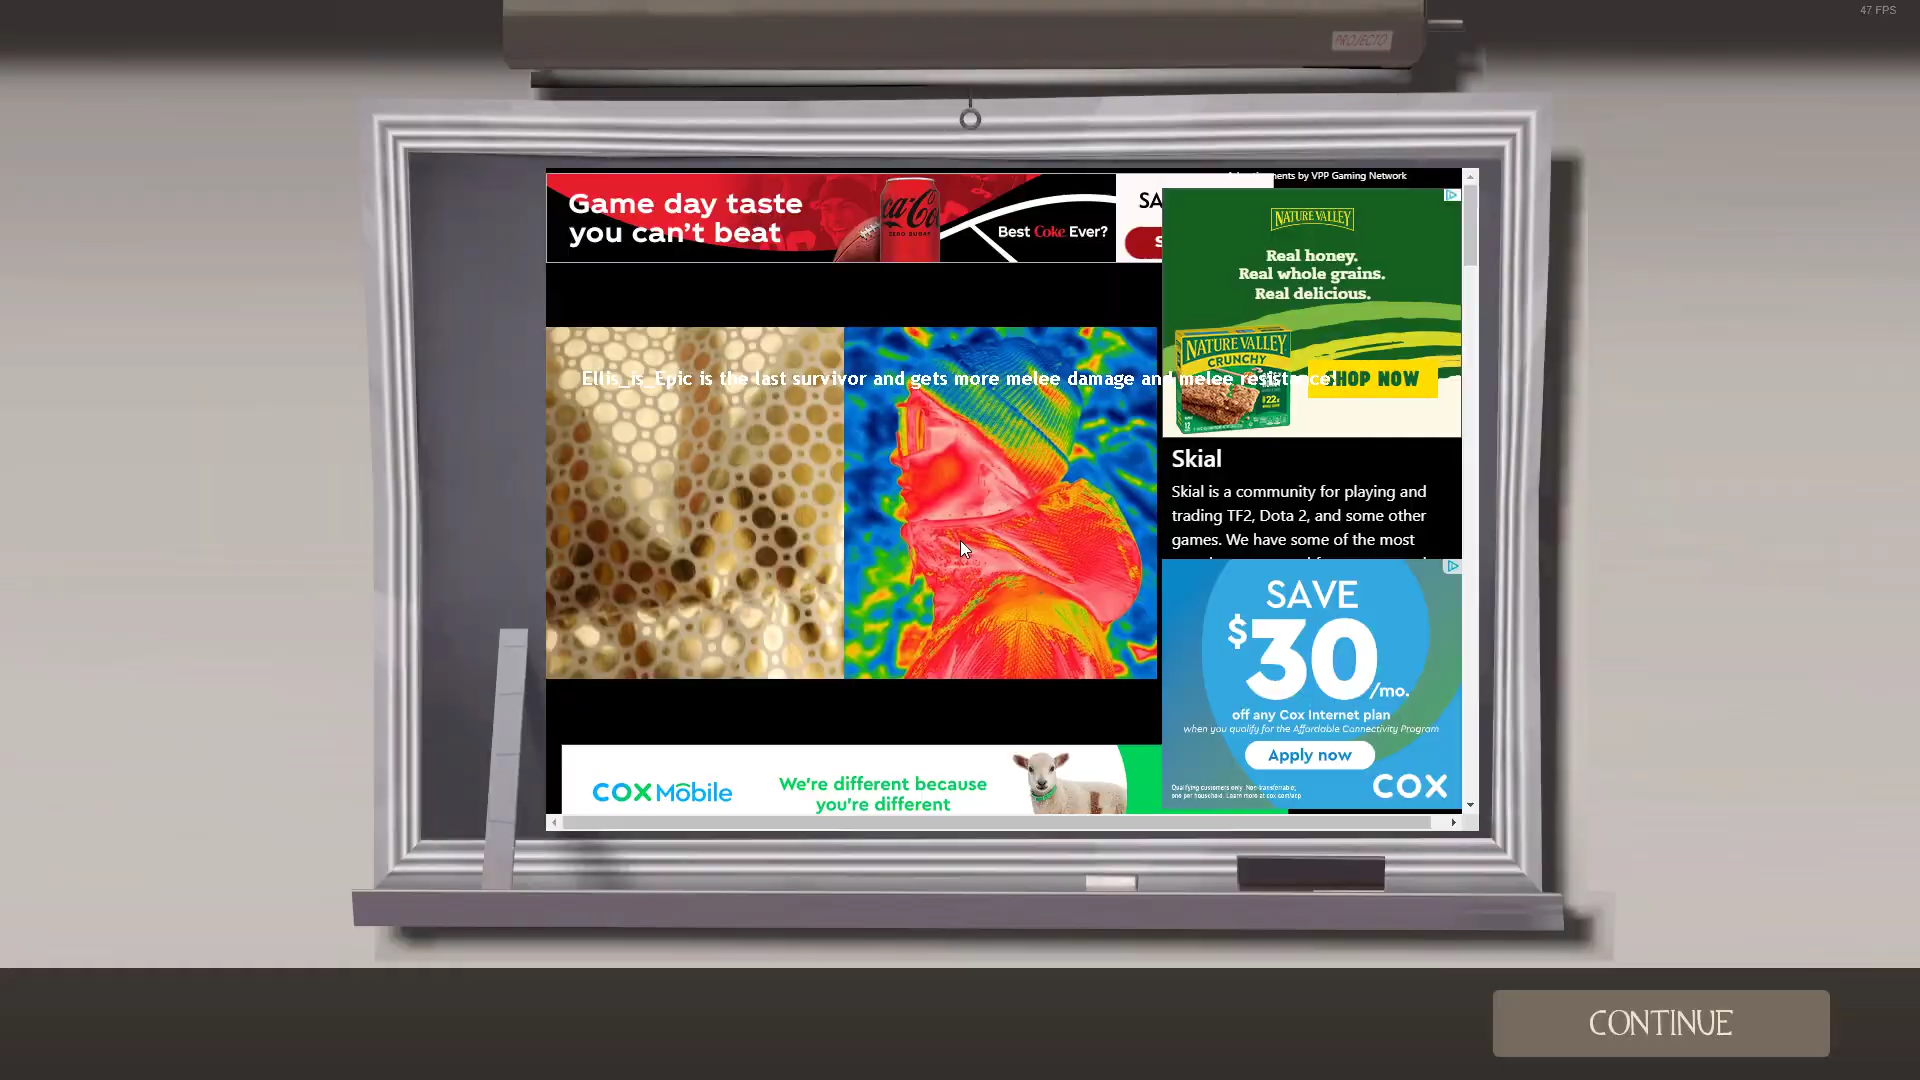 47 FPS
PROJECTO
Game day taste
you can't beat
ZERO SUGAR
Best Coke Ever?
SA
S
by VPP Gaming Network
NATURE VALLEY
Real honey.
Real whole grains.
Real delicious.
NATURE VALLEY
CRUNCHY
HOP NOW
Ellis_is_Epic is the last survivor and gets more melee damage and melee resistance!
Skial
Skial is a community for playing and
trading TF2, Dota 2, and some other
games. We have some of the most
SAVE
$30/mo.
off any Cox Internet plan
when you qualify for the Affordable Connectivity Program
Apply now
COX
COX Mobile
We're different because
you're different
CONTINUE